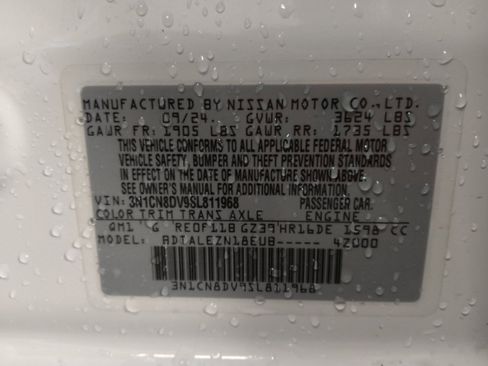 MANUFACTURED BY NISSAN MOTOR CO., LTD.
DATE: 09/24 GVWR: 3624 LBS
GAWR FR: 1905 LBS GAWR RR: 1735 LBS
THIS VEHICLE CONFORMS TO ALL APPLICABLE FEDERAL MOTOR
VEHICLE SAFETY, BUMPER AND THEFT PREVENTION STANDARDS
IN EFFECT ON THE DATE OF MANUFACTURE SHOWN ABOVE.
SEE OWNER'S MANUAL FOR ADDITIONAL INFORMATION.
VIN: 3N1CN8DV9SL811968 PASSENGER CAR
COLOR TRIM TRANS AXLE ENGINE
QM1 G RE0F11B GZ39 HR16DE 1598 CC
MODEL: BDTALEZN18EUB----- 42000
3N1CN8DV9SL811968